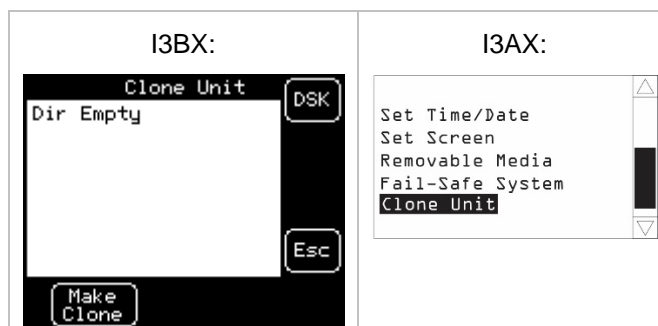 I3BX:
Clone Unit
DSK
Dir Empty
Esc
Make
Clone
I3AX:
Set Time/Date
Set Screen
Removable Media
Fail-Safe System
Clone Unit